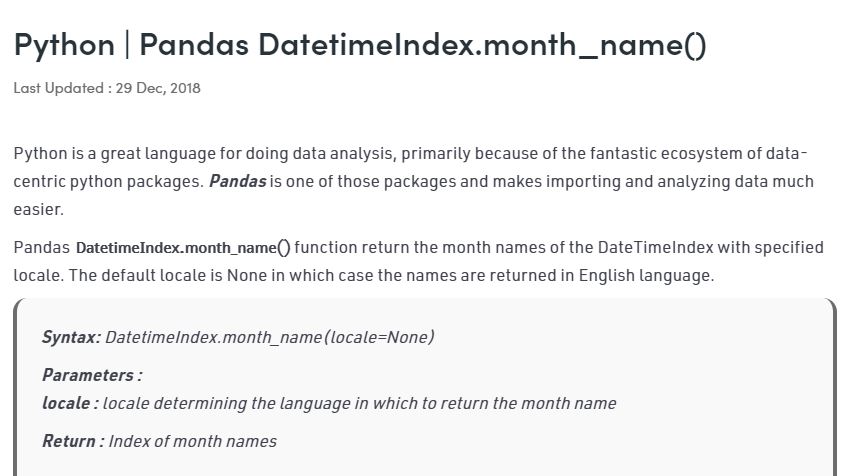 Python | Pandas DatetimeIndex.month_name()
Last Updated : 29 Dec, 2018
Python is a great language for doing data analysis, primarily because of the fantastic ecosystem of data-
centric python packages. Pandas is one of those packages and makes importing and analyzing data much
easier.
Pandas DatetimeIndex.month_name() function return the month names of the DateTimeIndex with specified
locale. The default locale is None in which case the names are returned in English language.
Syntax: DatetimeIndex.month_name(locale=None)
Parameters :
locale : locale determining the language in which to return the month name
Return : Index of month names